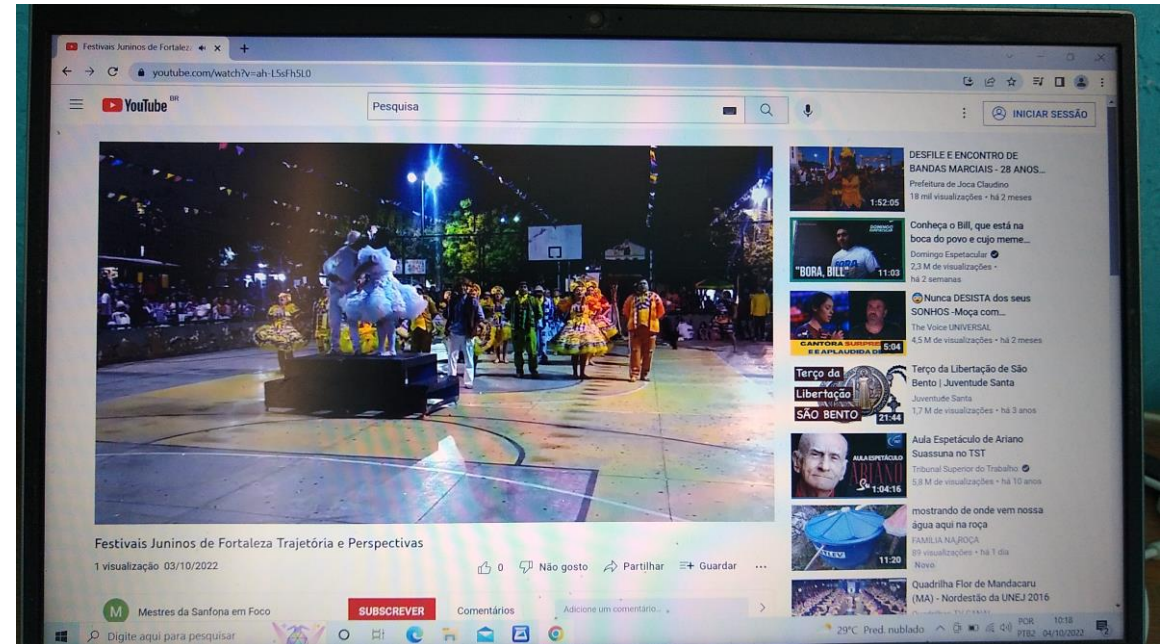 Festivais Juninos de Fortalez
youtube.com/watch?v=ah-L5sFh5L0
YouTube BR
Pesquisa
INICIAR SESSÃO
DESFILE E ENCONTRO DE
BANDAS MARCIAIS - 28 ANOS...
Prefeitura de Joca Claudino
18 mil visualizações • há 2 meses
1:52:05
Conheça o Bill, que está na
boca do povo e cujo meme...
Domingo Espetacular
2,3 M de visualizações •
há 2 semanas
"BORA, BILL"
11:03
Nunca DESISTA dos seus
SONHOS -Moça com...
The Voice UNIVERSAL
4,5 M de visualizações • há 2 meses
CANTORA SURPRE
E E APLAUDIDA DE
5:04
Terço da Libertação de São
Bento | Juventude Santa
Juventude Santa
1,7 M de visualizações • há 3 anos
Terço da
Libertação
SÃO BENTO
21:44
Aula Espetáculo de Ariano
Suassuna no TST
Tribunal Superior do Trabalho
5,8 M de visualizações • há 10 anos
AULA ESPETÁCULO
ARIANO
1:04:16
mostrando de onde vem nossa
água aqui na roça
FAMÍLIA NA ROÇA
89 visualizações • há 1 dia
Novo
11:20
Quadrilha Flor de Mandacaru
(MA) - Nordestão da UNEJ 2016
Festivais Juninos de Fortaleza Trajetória e Perspectivas
1 visualização 03/10/2022
0 Não gosto Partilhar Guardar ...
M Mestres da Sanfona em Foco
SUBSCREVER
Comentários
Adicione um comentário...
Digite aqui para pesquisar
29°C Pred. nublado
POR 10:18
PTB2 04/10/2022